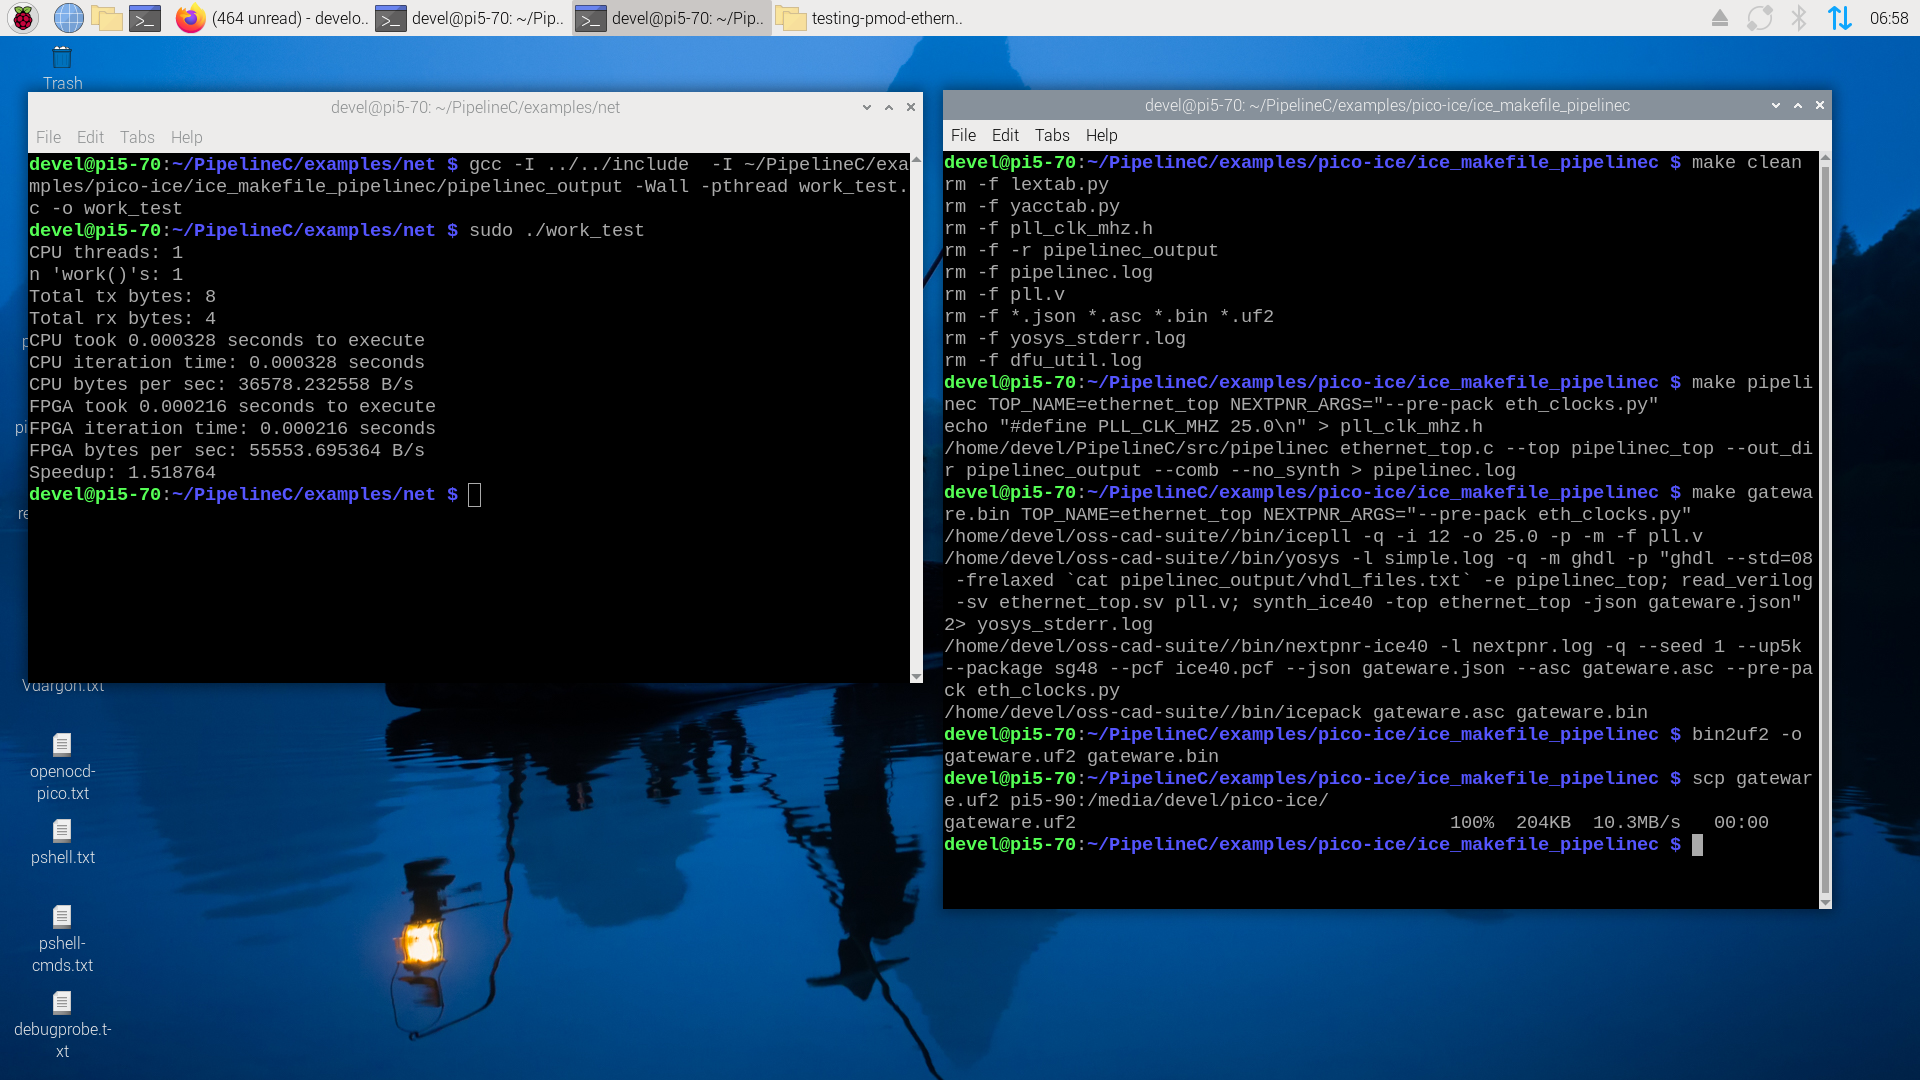 (464 unread) - develo..
devel@pi5-70: ~/Pip..
devel@pi5-70: ~/Pip..
testing-pmod-ethern..
06:58
Trash
devel@pi5-70: ~/PipelineC/examples/net
File Edit Tabs Help
devel@pi5-70:~/PipelineC/examples/net $ gcc -I ../../include  -I ~/PipelineC/exa
mples/pico-ice/ice_makefile_pipelinec/pipelinec_output -Wall -pthread work_test.
c -o work_test
devel@pi5-70:~/PipelineC/examples/net $ sudo ./work_test
CPU threads: 1
n 'work()'s: 1
Total tx bytes: 8
Total rx bytes: 4
CPU took 0.000328 seconds to execute
CPU iteration time: 0.000328 seconds
CPU bytes per sec: 36578.232558 B/s
FPGA took 0.000216 seconds to execute
FPGA iteration time: 0.000216 seconds
FPGA bytes per sec: 55553.695364 B/s
Speedup: 1.518764
devel@pi5-70:~/PipelineC/examples/net $
devel@pi5-70: ~/PipelineC/examples/pico-ice/ice_makefile_pipelinec
File Edit Tabs Help
devel@pi5-70:~/PipelineC/examples/pico-ice/ice_makefile_pipelinec $ make clean
rm -f lextab.py
rm -f yacctab.py
rm -f pll_clk_mhz.h
rm -f -r pipelinec_output
rm -f pipelinec.log
rm -f pll.v
rm -f *.json *.asc *.bin *.uf2
rm -f yosys_stderr.log
rm -f dfu_util.log
devel@pi5-70:~/PipelineC/examples/pico-ice/ice_makefile_pipelinec $ make pipeli
nec TOP_NAME=ethernet_top NEXTPNR_ARGS="--pre-pack eth_clocks.py"
echo "#define PLL_CLK_MHZ 25.0\n" > pll_clk_mhz.h
/home/devel/PipelineC/src/pipelinec ethernet_top.c --top pipelinec_top --out_di
r pipelinec_output --comb --no_synth > pipelinec.log
devel@pi5-70:~/PipelineC/examples/pico-ice/ice_makefile_pipelinec $ make gatewa
re.bin TOP_NAME=ethernet_top NEXTPNR_ARGS="--pre-pack eth_clocks.py"
/home/devel/oss-cad-suite//bin/icepll -q -i 12 -o 25.0 -p -m -f pll.v
/home/devel/oss-cad-suite//bin/yosys -l simple.log -q -m ghdl -p "ghdl --std=08
 -frelaxed `cat pipelinec_output/vhdl_files.txt` -e pipelinec_top; read_verilog
 -sv ethernet_top.sv pll.v; synth_ice40 -top ethernet_top -json gateware.json"
2> yosys_stderr.log
/home/devel/oss-cad-suite//bin/nextpnr-ice40 -l nextpnr.log -q --seed 1 --up5k
--package sg48 --pcf ice40.pcf --json gateware.json --asc gateware.asc --pre-pa
ck eth_clocks.py
/home/devel/oss-cad-suite//bin/icepack gateware.asc gateware.bin
devel@pi5-70:~/PipelineC/examples/pico-ice/ice_makefile_pipelinec $ bin2uf2 -o
gateware.uf2 gateware.bin
devel@pi5-70:~/PipelineC/examples/pico-ice/ice_makefile_pipelinec $ scp gatewar
e.uf2 pi5-90:/media/devel/pico-ice/
gateware.uf2 100% 204KB 10.3MB/s 00:00
devel@pi5-70:~/PipelineC/examples/pico-ice/ice_makefile_pipelinec $
openocd-
pico.txt
pshell.txt
pshell-
cmds.txt
debugprobe.t-
xt